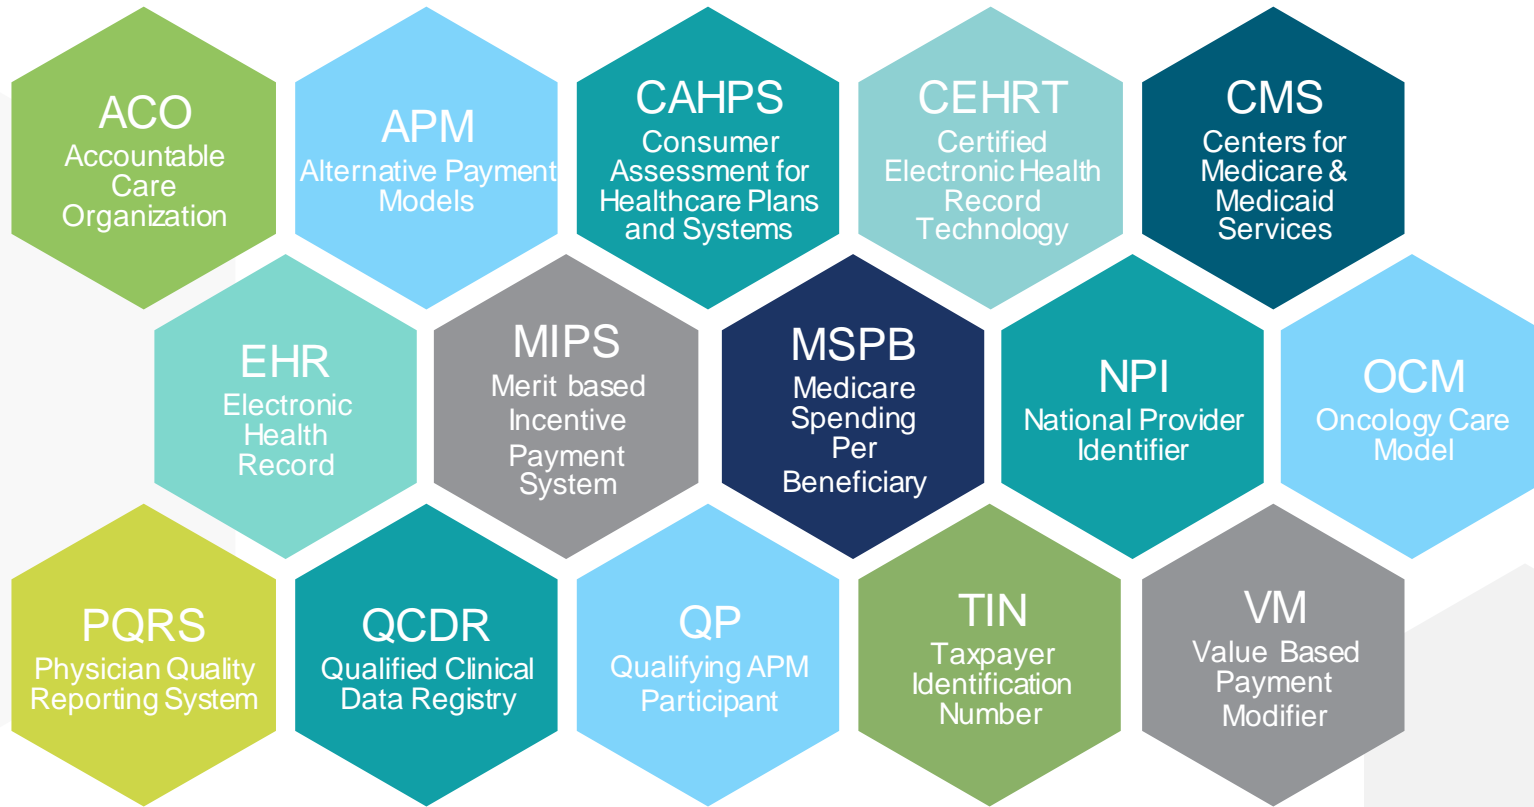 ACO
Accountable
Care
Organization
APM
Alternative Payment
Models
CAHPS
Consumer
Assessment for
Healthcare Plans
and Systems
CEHRT
Certified
Electronic Health
Record
Technology
CMS
Centers for
Medicare &
Medicaid
Services
EHR
Electronic
Health
Record
MIPS
Merit based
Incentive
Payment
System
MSPB
Medicare
Spending
Per
Beneficiary
NPI
National Provider
Identifier
OCM
Oncology Care
Model
PQRS
Physician Quality
Reporting System
QCDR
Qualified Clinical
Data Registry
QP
Qualifying APM
Participant
TIN
Taxpayer
Identification
Number
VM
Value Based
Payment
Modifier